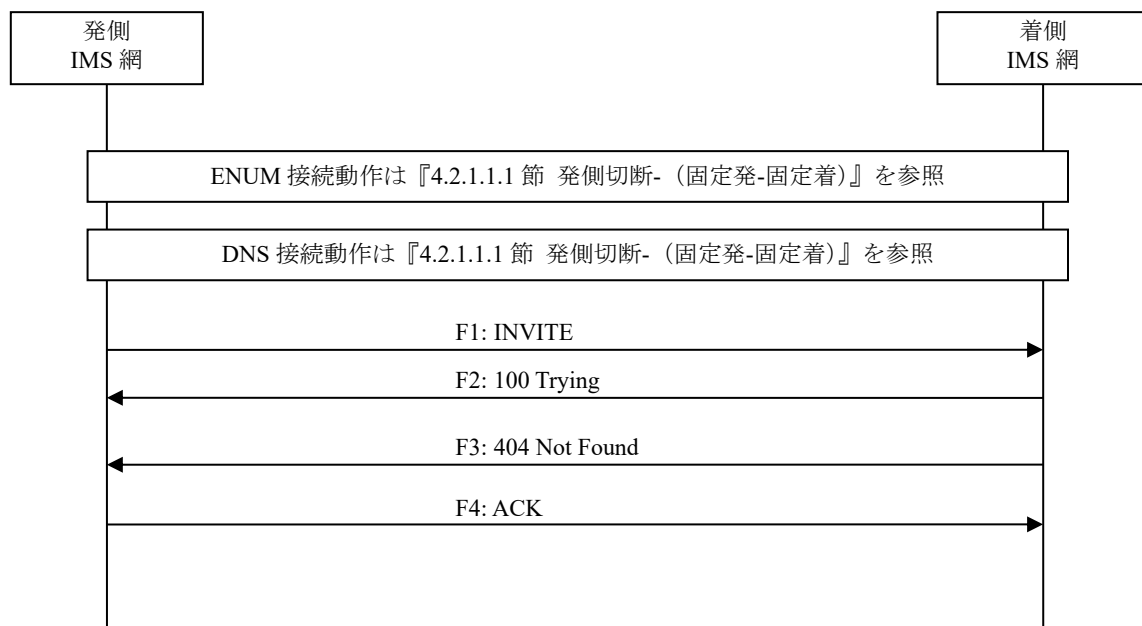 発側
IMS 網
着側
IMS 網
ENUM 接続動作は『4.2.1.1.1 節 発側切断-（固定発-固定着）』を参照
DNS 接続動作は『4.2.1.1.1 節 発側切断-（固定発-固定着）』を参照
F1: INVITE
F2: 100 Trying
F3: 404 Not Found
F4: ACK